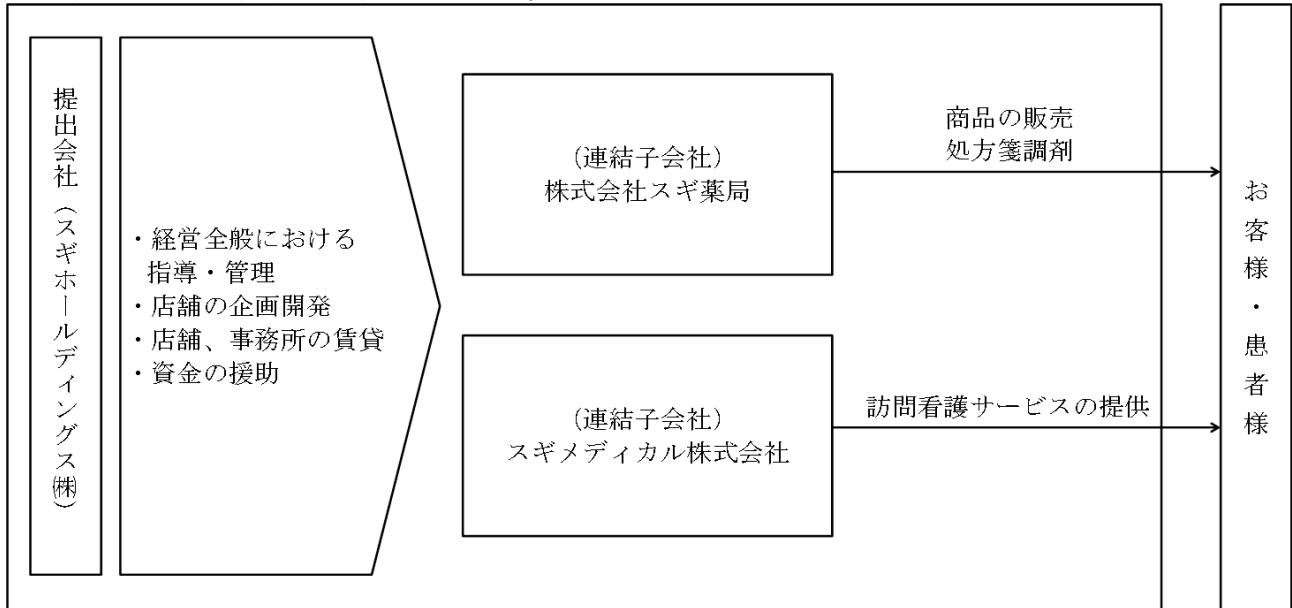 提出会社（スギホールディングス㈱）
・経営全般における
指導・管理
・店舗の企画開発
・店舗、事務所の賃貸
・資金の援助
（連結子会社）
株式会社スギ薬局
商品の販売
処方箋調剤
（連結子会社）
スギメディカル株式会社
訪問看護サービスの提供
お客様・患者様